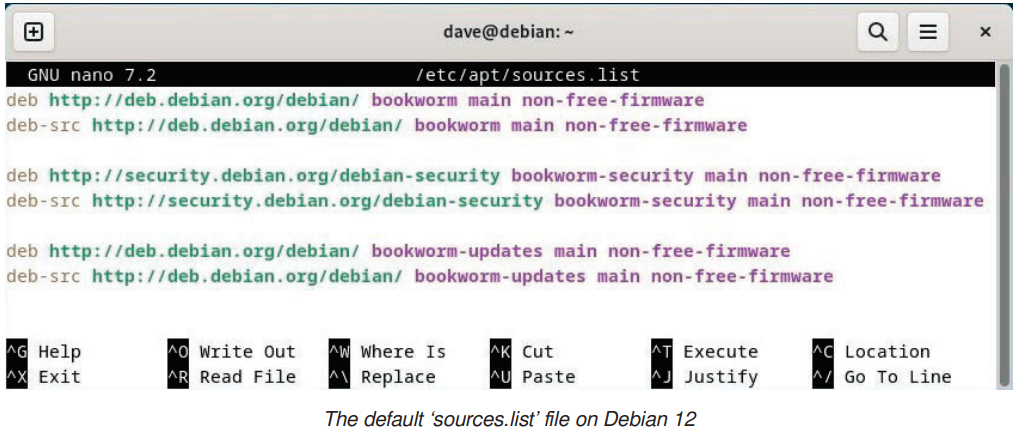 dave@debian: ~
GNU nano 7.2 /etc/apt/sources.list
deb http://deb.debian.org/debian/ bookworm main non-free-firmware
deb-src http://deb.debian.org/debian/ bookworm main non-free-firmware
deb http://security.debian.org/debian-security bookworm-security main non-free-firmware
deb-src http://security.debian.org/debian-security bookworm-security main non-free-firmware
deb http://deb.debian.org/debian/ bookworm-updates main non-free-firmware
deb-src http://deb.debian.org/debian/ bookworm-updates main non-free-firmware
^G Help ^O Write Out ^W Where Is ^K Cut ^T Execute ^C Location
^X Exit ^R Read File ^\ Replace ^U Paste ^J Justify ^/ Go To Line
The default ‘sources.list’ file on Debian 12